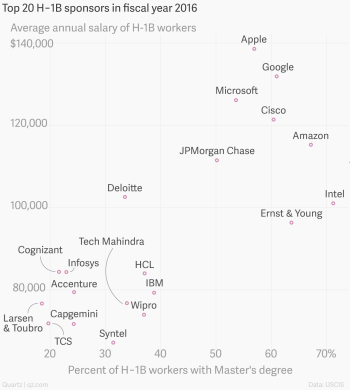 Top 20 H-1B sponsors in fiscal year 2016
Average annual salary of H-1B workers
$140,000
Apple
Google
Microsoft
Cisco
120,000
Amazon
JPMorgan Chase
Deloitte
Intel
100,000
Ernst & Young
Tech Mahindra
Cognizant
Infosys
HCL
Accenture
IBM
80,000
Wipro
Larsen
& Toubro
Capgemini
TCS
Syntel
20
30
40
50
60
70%
Percent of H-1B workers with Master's degree
Quartz | qz.com
Data: USCIS